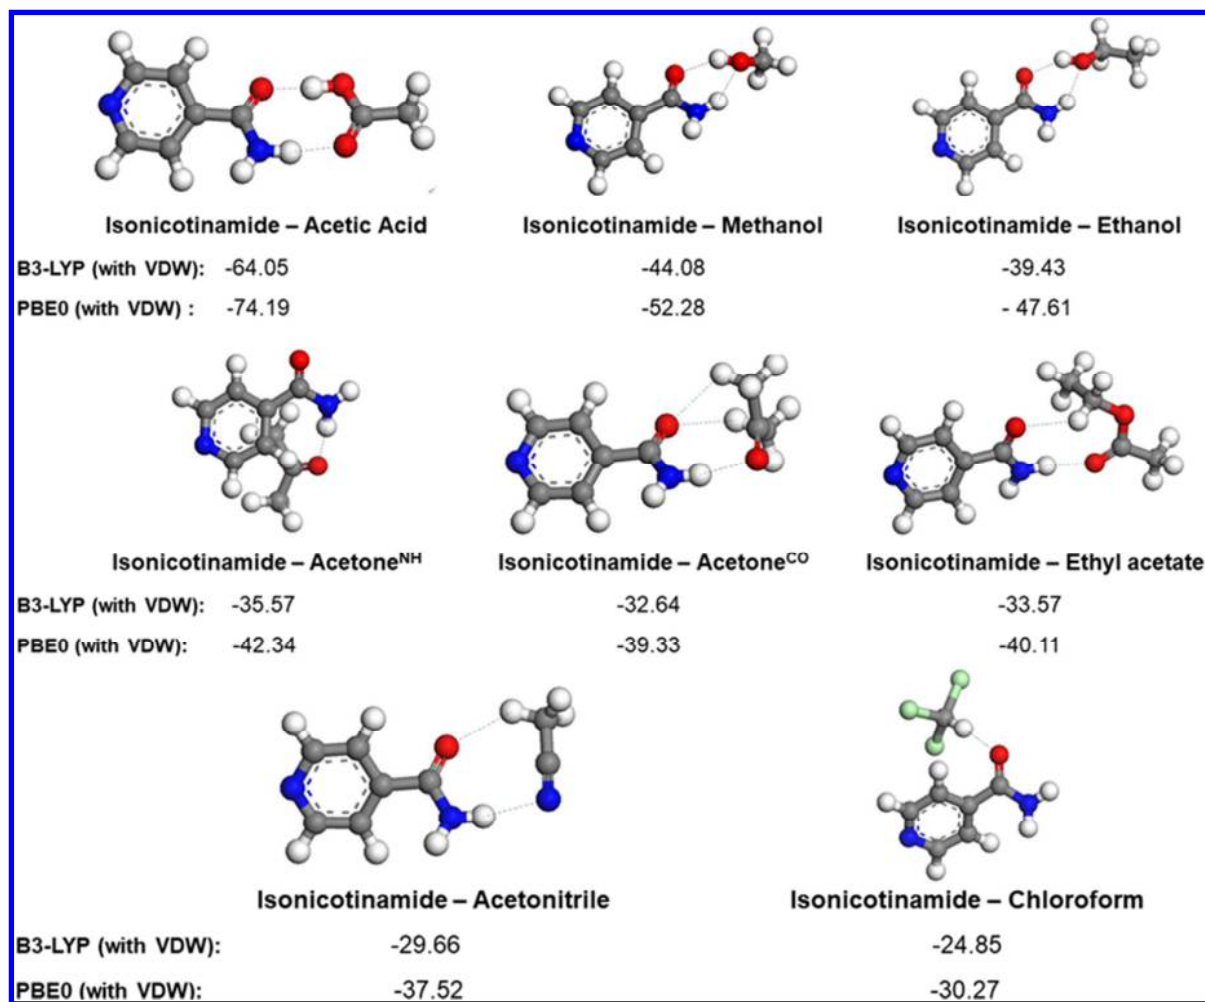 Isonicotinamide – Acetic Acid Isonicotinamide – Methanol Isonicotinamide – Ethanol
B3-LYP (with VDW): -64.05 -44.08 -39.43
PBE0 (with VDW) : -74.19 -52.28 - 47.61
Isonicotinamide – Acetone^NH Isonicotinamide – Acetone^CO Isonicotinamide – Ethyl acetate
B3-LYP (with VDW): -35.57 -32.64 -33.57
PBE0 (with VDW): -42.34 -39.33 -40.11
Isonicotinamide – Acetonitrile Isonicotinamide – Chloroform
B3-LYP (with VDW): -29.66 -24.85
PBE0 (with VDW): -37.52 -30.27